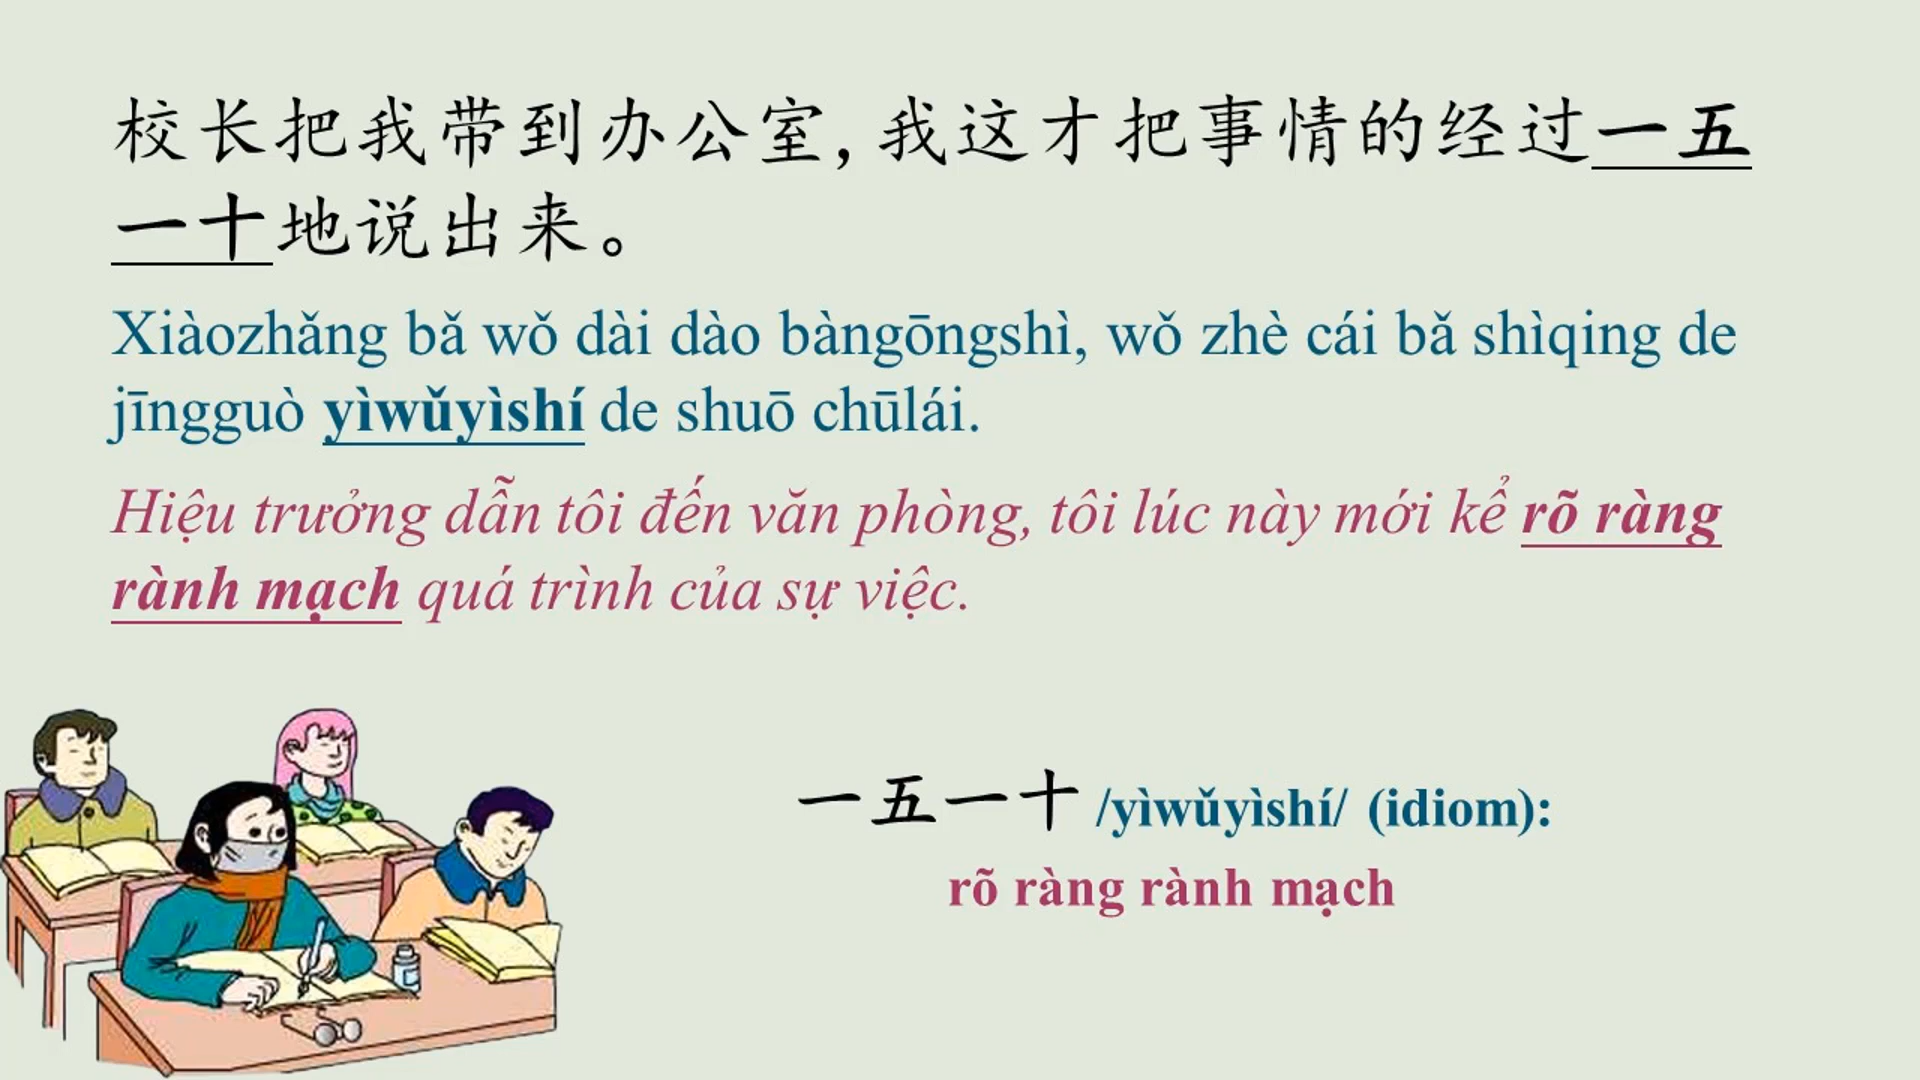 校长把我带到办公室,我这才把事情的经过一五
一十地说出来。
Xiàozhǎng bǎ wǒ dài dào bàngōngshì, wǒ zhè cái bǎ shìqing de
jīngguò yìwǔyìshí de shuō chūlái.
Hiệu trưởng dẫn tôi đến văn phòng, tôi lúc này mới kể rõ ràng
rành mạch quá trình của sự việc.
一五一十 /yìwǔyìshí/ (idiom):
rõ ràng rành mạch